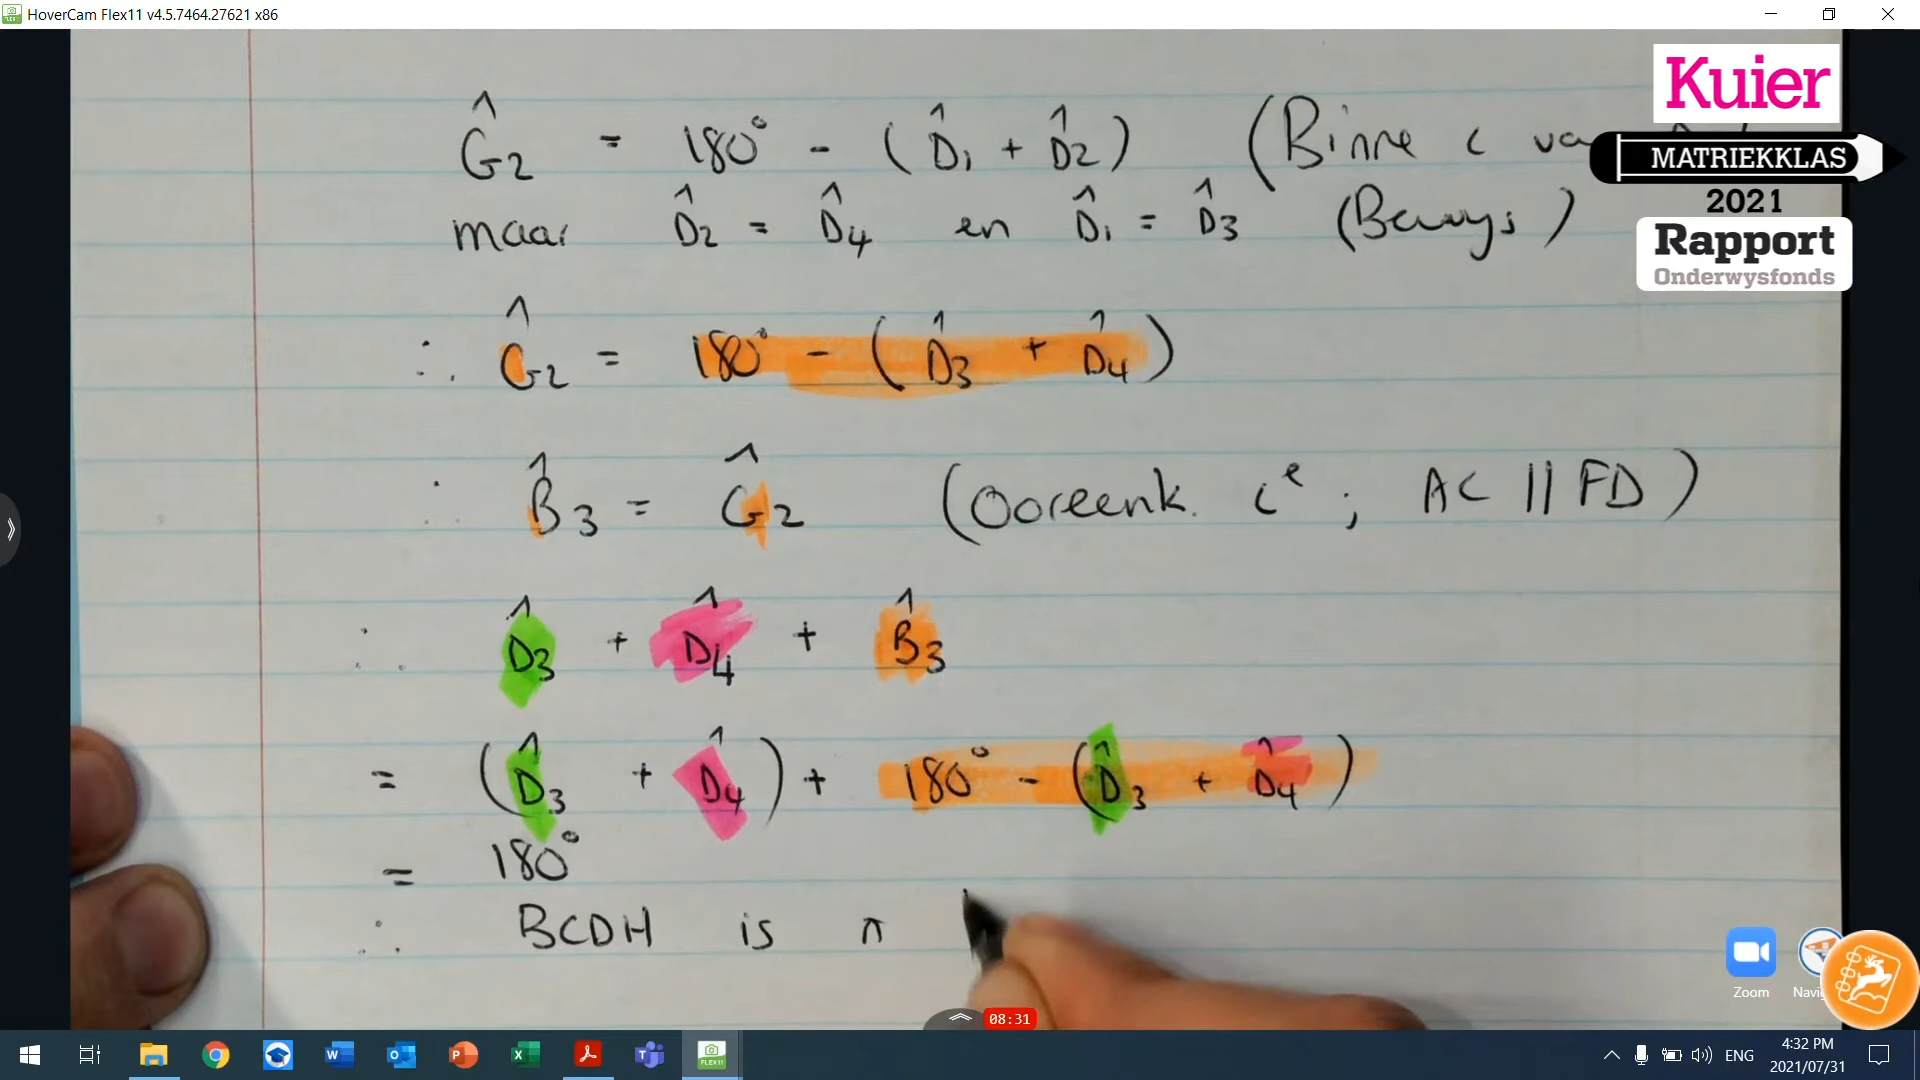 HoverCam Flex11 v4.5.7464.27621 x86
Kuier
MATRIEKKLAS
2021
Rapport
Onderwysfonds
Ĝ2 = 180° - (D̂1 + D̂2) (Binne ∠ va
maar D̂2 = D̂4 en D̂1 = D̂3 (Bewys)
∴ Ĝ2 = 180° - (D̂3 + D̂4)
∴ B̂3 = Ĝ2 (Ooreenk. ∠e ; AC || FD)
∴ D̂3 + D̂4 + B̂3
= (D̂3 + D̂4) + 180° - (D̂3 + D̂4)
= 180°
∴ BCDH is n
Zoom
Navi
08:31
FLEX11
ENG
4:32 PM
2021/07/31